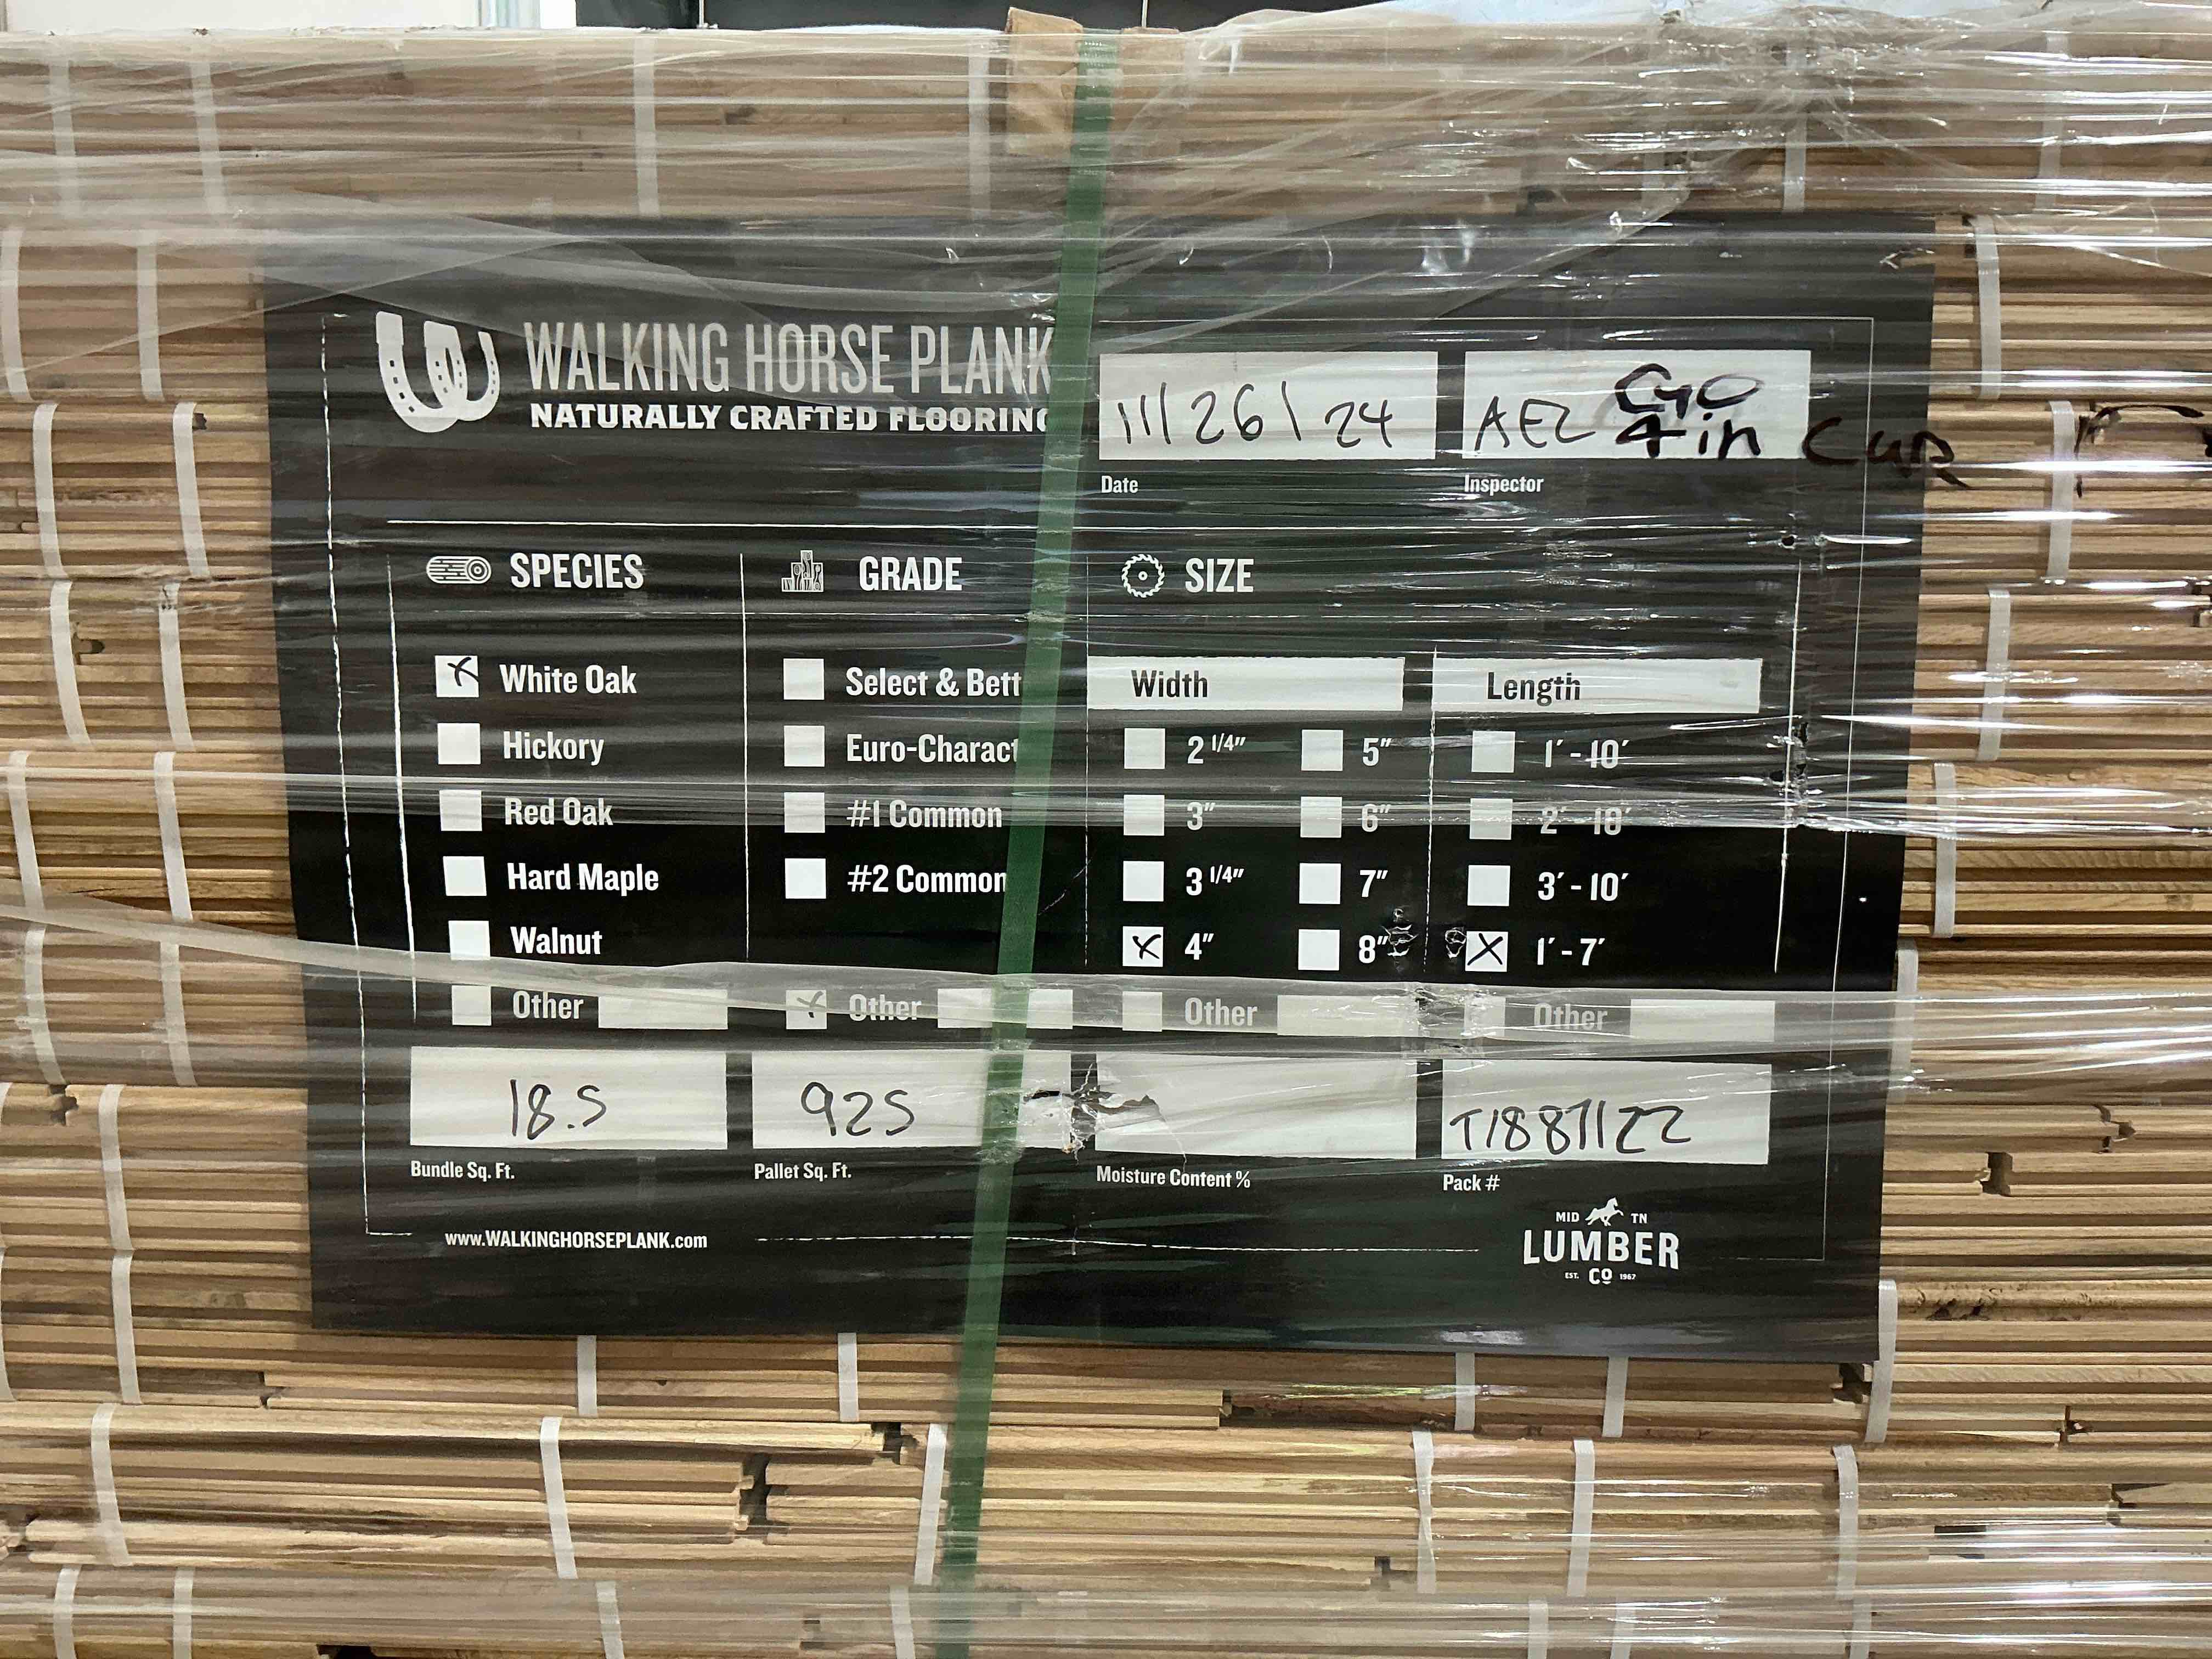 WALKING HORSE PLANK
NATURALLY CRAFTED FLOORING
11/26/24
Date
AEZ
4 in Cup
Inspector
SPECIES
White Oak
Hickory
Red Oak
Hard Maple
Walnut
Other
GRADE
Select & Bett
Euro-Charact
#1 Common
#2 Common
Other
SIZE
Width
2 1/4" 5"
3" 6"
3 1/4" 7"
4" 8"
Other
Length
1' - 10'
2' - 10'
3' - 10'
1' - 7'
Other
18.5
Bundle Sq. Ft.
925
Pallet Sq. Ft.
Moisture Content %
T1887122
Pack #
www.WALKINGHORSEPLANK.com
MID TN
LUMBER
EST. CO 1967